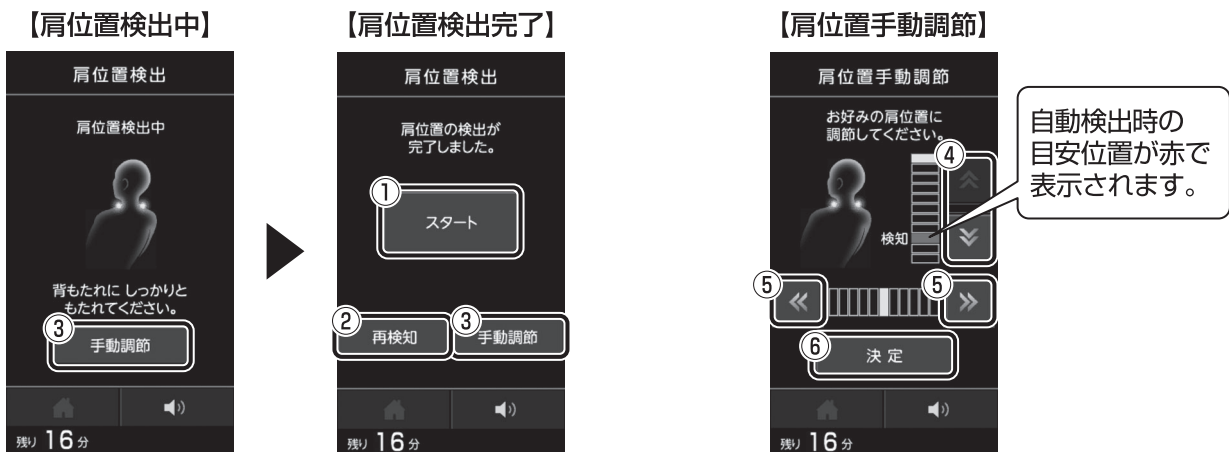 【肩位置検出中】
肩位置検出
肩位置検出中
背もたれに しっかりと
もたれてください。
③
手動調節
残り 16 分
【肩位置検出完了】
肩位置検出
肩位置の検出が
完了しました。
①
スタート
②
再検知
③
手動調節
残り 16 分
【肩位置手動調節】
肩位置手動調節
お好みの肩位置に
調節してください。
④
検知
⑤
⑤
⑥
決 定
残り 16 分
自動検出時の
目安位置が赤で
表示されます。